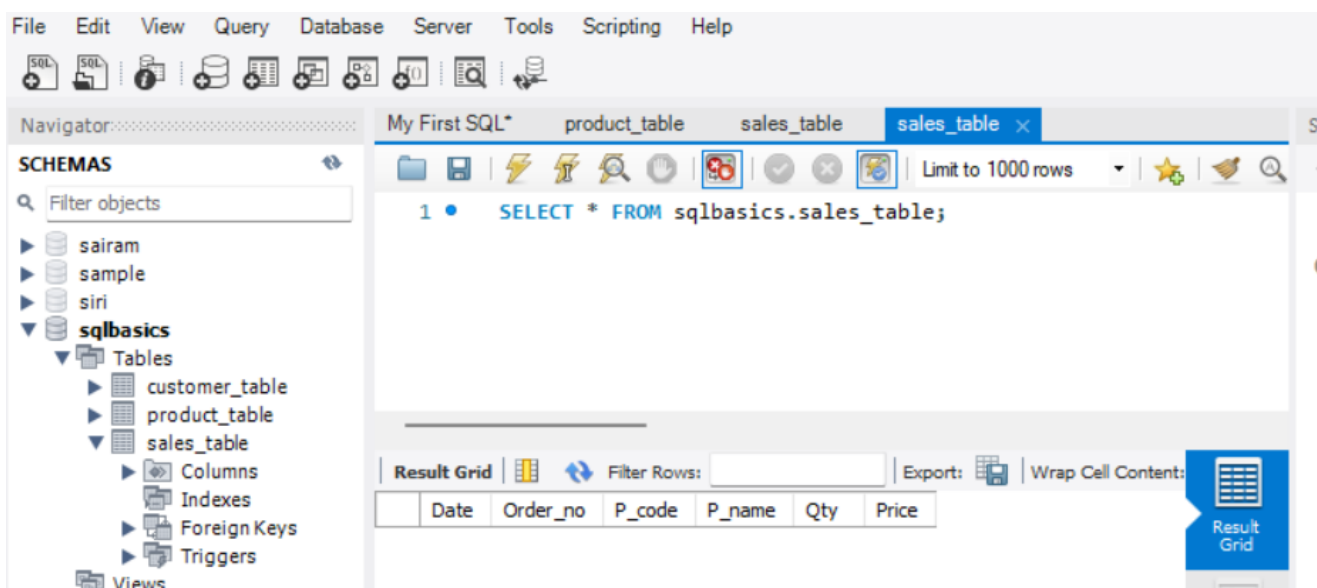 File Edit View Query Database Server Tools Scripting Help
SQL SQL
Navigator
SCHEMAS
Filter objects
sairam
sample
siri
sqlbasics
Tables
customer_table
product_table
sales_table
Columns
Indexes
Foreign Keys
Triggers
Views
My First SQL* product_table sales_table sales_table
Limit to 1000 rows
1 SELECT * FROM sqlbasics.sales_table;
Result Grid Filter Rows: Export: Wrap Cell Content:
Date Order_no P_code P_name Qty Price
Result
Grid